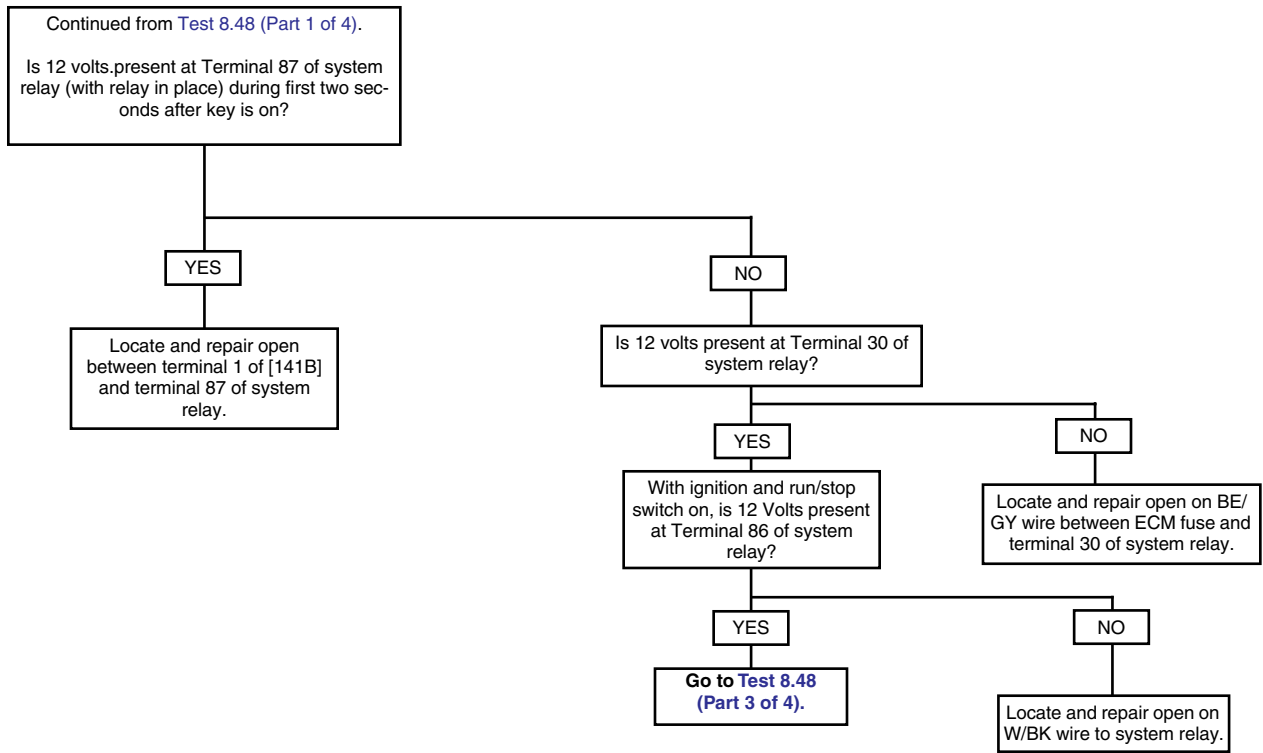 Continued from Test 8.48 (Part 1 of 4).
Is 12 volts.present at Terminal 87 of system
relay (with relay in place) during first two sec-
onds after key is on?
YES
NO
Locate and repair open
between terminal 1 of [141B]
and terminal 87 of system
relay.
Is 12 volts present at Terminal 30 of
system relay?
YES
NO
With ignition and run/stop
switch on, is 12 Volts present
at Terminal 86 of system
relay?
Locate and repair open on BE/
GY wire between ECM fuse and
terminal 30 of system relay.
YES
NO
Go to Test 8.48
(Part 3 of 4).
Locate and repair open on
W/BK wire to system relay.